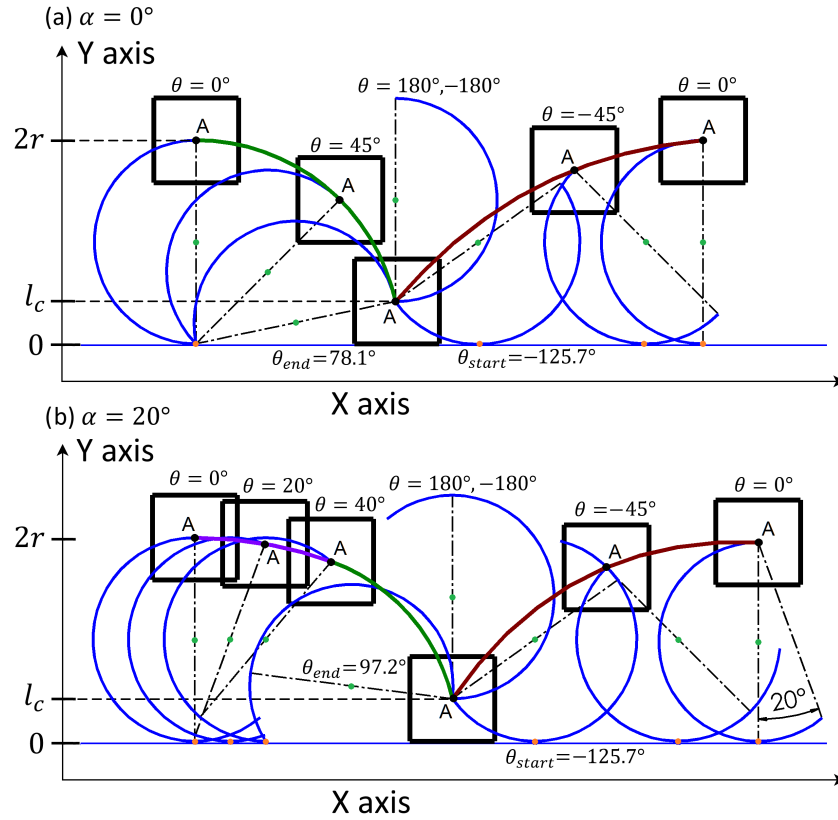 (a) α = 0°
Y axis
θ = 0°
θ = 180°,−180°
θ = 0°
θ =−45°
θ = 45°
A
A
2r
A
A
l_c
A
0
θ_end=78.1°
θ_start=−125.7°
X axis
(b) α = 20°
Y axis
θ = 0°
θ = 20°
θ = 180°,−180°
θ = 0°
θ = 40°
θ =−45°
A
A
2r
A
A
A
θ_end=97.2°
l_c
A
20°
0
θ_start=−125.7°
X axis